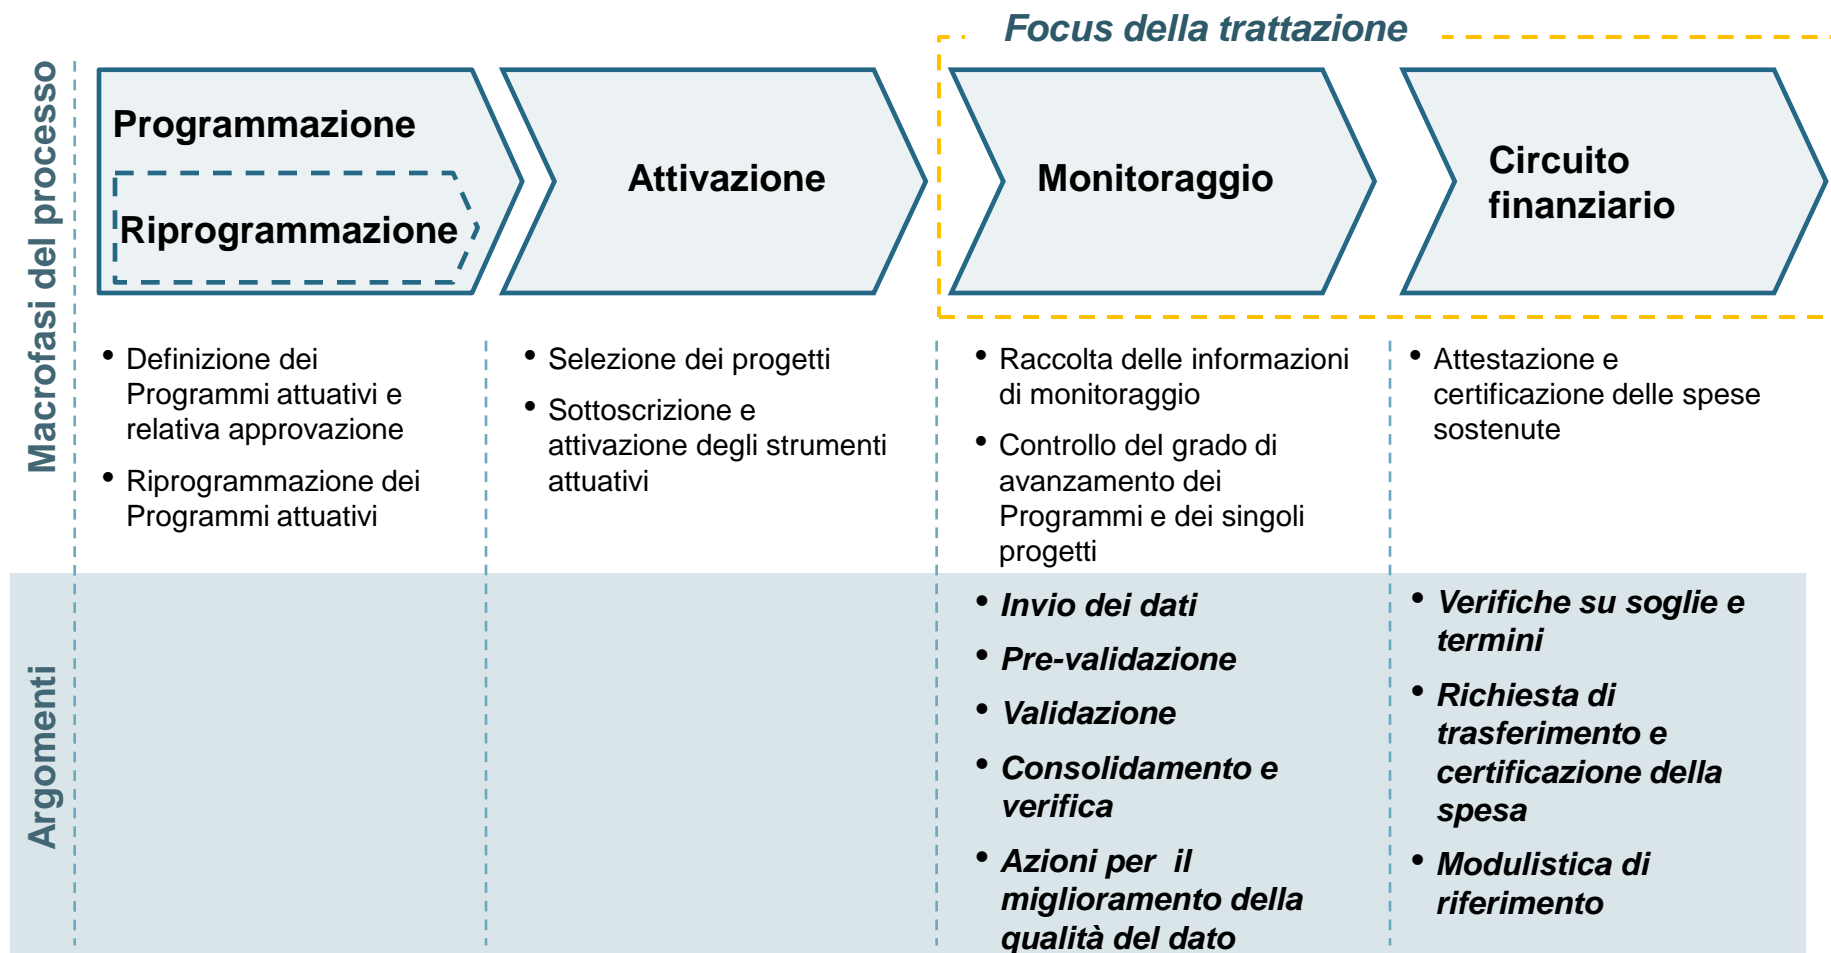 Focus della trattazione
Macrofasi del processo
Programmazione
Riprogrammazione
Attivazione
Monitoraggio
Circuito
finanziario
• Definizione dei
Programmi attuativi e
relativa approvazione
• Riprogrammazione dei
Programmi attuativi
• Selezione dei progetti
• Sottoscrizione e
attivazione degli strumenti
attuativi
• Raccolta delle informazioni
di monitoraggio
• Controllo del grado di
avanzamento dei
Programmi e dei singoli
progetti
• Attestazione e
certificazione delle spese
sostenute
Argomenti
• Invio dei dati
• Pre-validazione
• Validazione
• Consolidamento e
verifica
• Azioni per il
miglioramento della
qualità del dato
• Verifiche su soglie e
termini
• Richiesta di
trasferimento e
certificazione della
spesa
• Modulistica di
riferimento